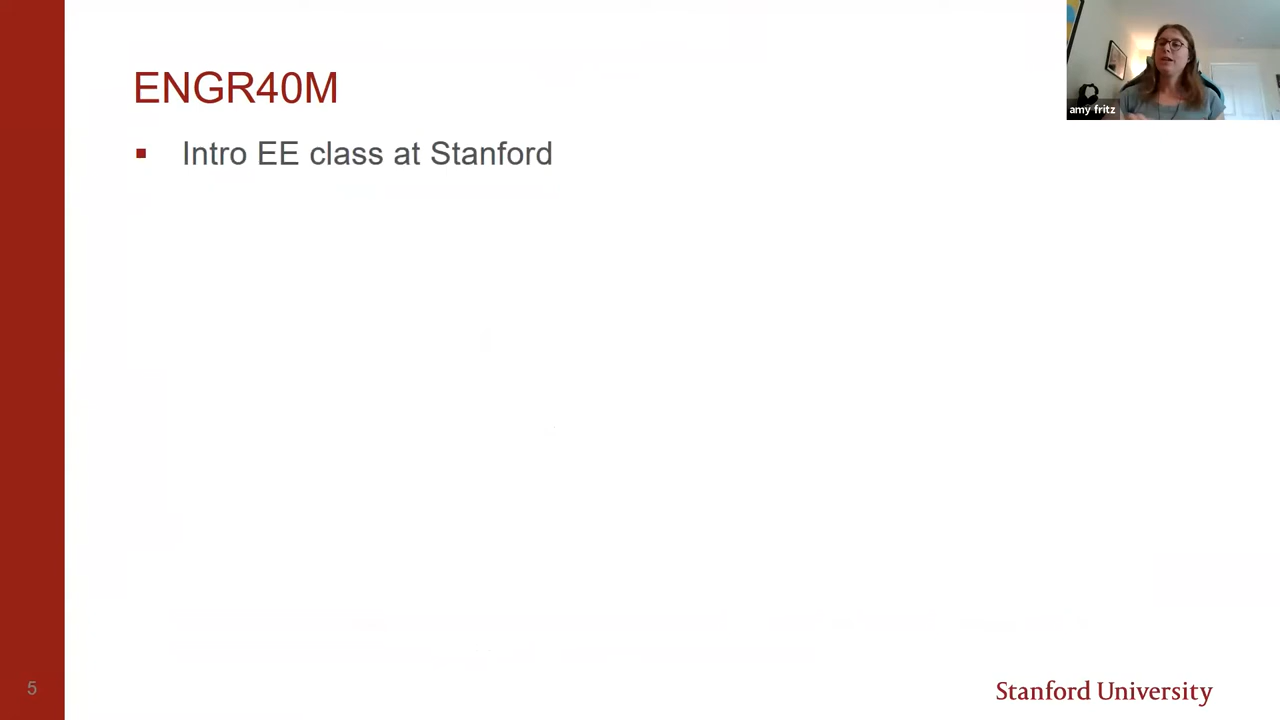 ENGR40M
amy fritz
▪ Intro EE class at Stanford
5
Stanford University